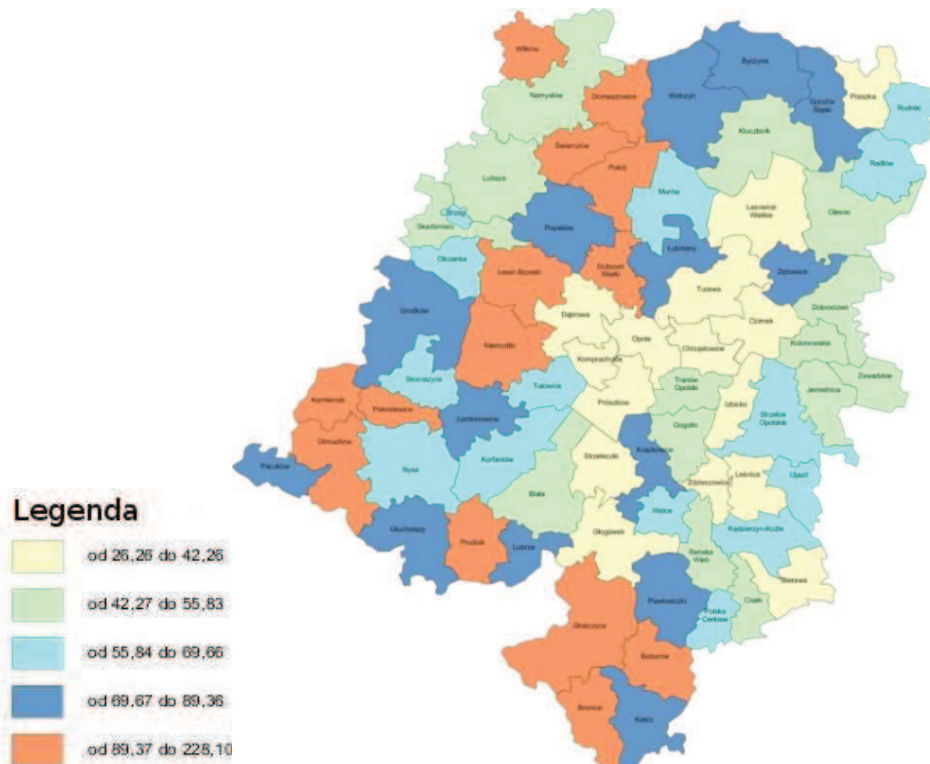 Wilków
Namysłów
Domaszowice
Wołczyn
Byczyna
Gorzów
Śląski
Praszka
Rudniki
Radłów
Kluczbork
Świerczów
Pokój
Lubsza
Murów
Lasowice
Wielkie
Olesno
Skarbimierz
Popielów
Łubniany
Zębowice
Olszanka
Lewin Brzeski
Dobrzeń
Wielki
Turawa
Dobrodzień
Grodków
Dąbrowa
Opole
Ozimek
Niemodlin
Komprachcice
Chrząstowice
Kolonowskie
Zawadzkie
Skoroszyce
Tułowice
Tarnów
Opolski
Jemielnica
Kamiennik
Pakosławice
Łambinowice
Prószków
Izbicko
Strzelce
Opolskie
Otmuchów
Gogolin
Paczków
Nysa
Korfantów
Strzeleczki
Krapkowice
Zdzieszowice
Leśnica
Ujazd
Biała
Walce
Głuchołazy
Prudnik
Lubrza
Głogówek
Kędzierzyn-Koźle
Reńska
Wieś
Bierawa
Pawłowiczki
Cisek
Polska
Cerekiew
Głubczyce
Baborów
Branice
Kietrz
Legenda
od 26,26 do 42,26
od 42,27 do 55,83
od 55,84 do 69,66
od 69,67 do 89,36
od 89,37 do 228,10